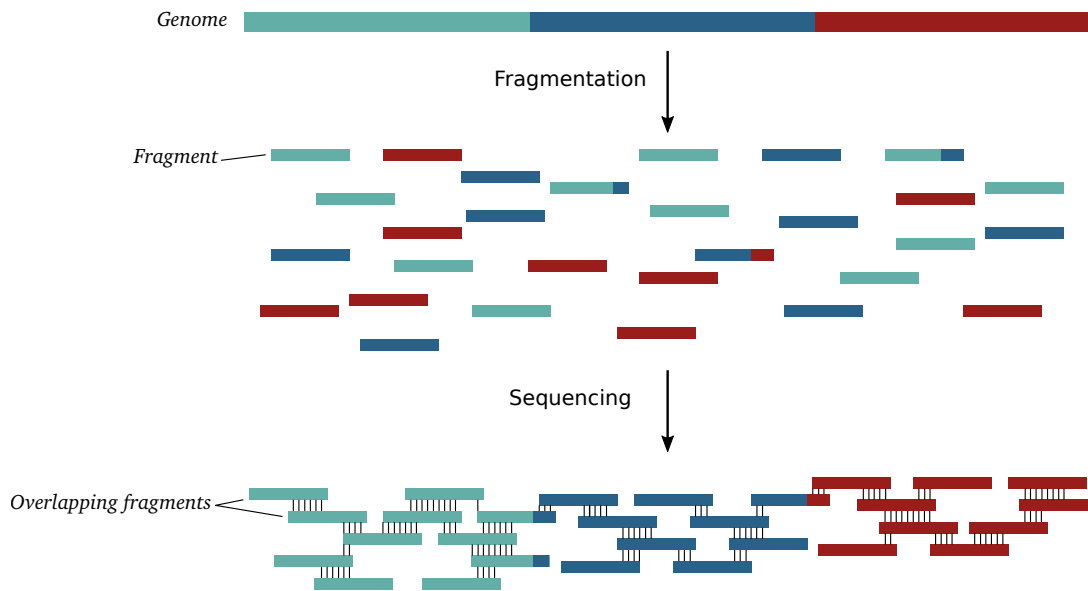 Genome
Fragmentation
Fragment
Sequencing
Overlapping fragments